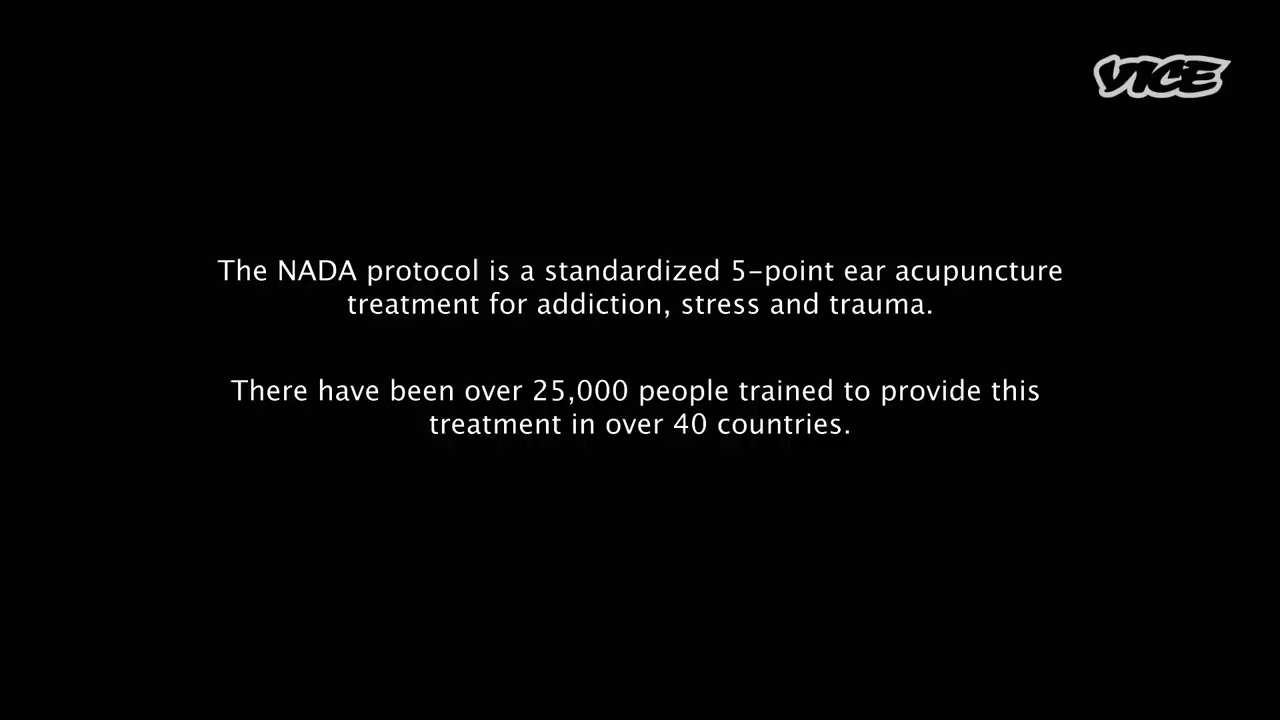 VICE
The NADA protocol is a standardized 5-point ear acupuncture
treatment for addiction, stress and trauma.
There have been over 25,000 people trained to provide this
treatment in over 40 countries.